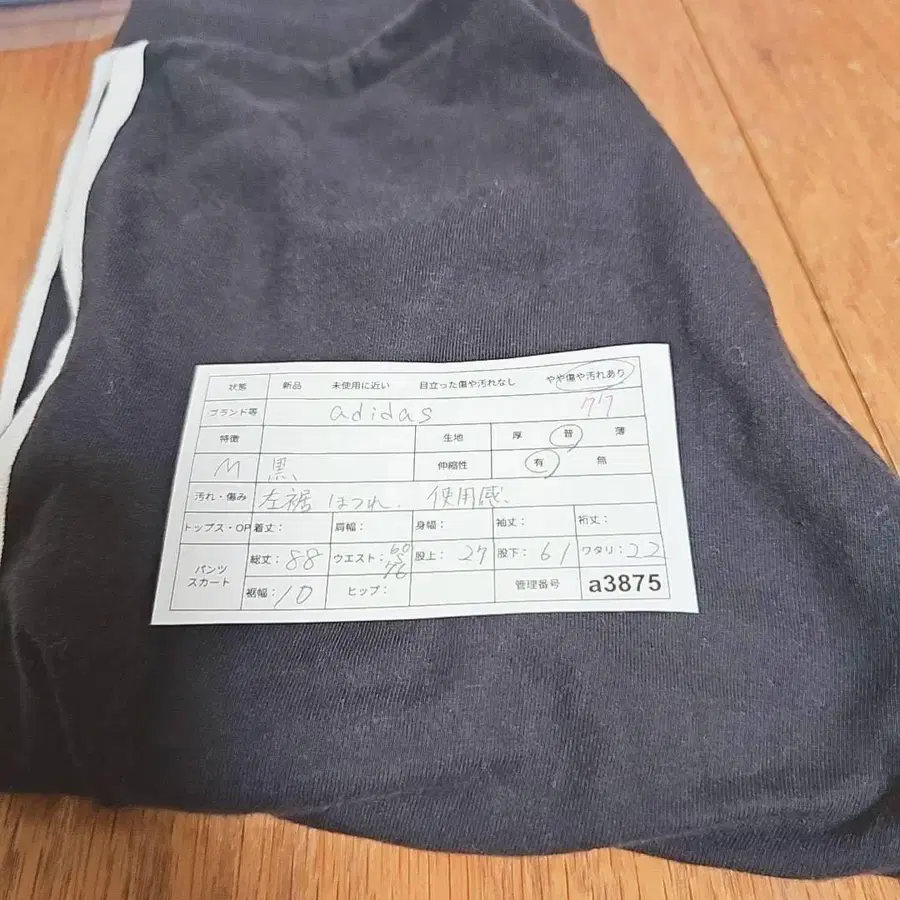 状態 新品 未使用に近い 目立った傷や汚れなし やや傷や汚れあり
ブランド等 adidas 77
特徴 生地 厚 普 薄
M 黒 伸縮性 有 無
汚れ・傷み 左裾 ほつれ、使用感、
トップス・OP 着丈: 肩幅: 身幅: 袖丈: 裄丈:
パンツ スカート 総丈:88 ウエスト:60 S 76 股上:27 股下:61 ワタリ:22
裾幅:10 ヒップ: 管理番号 a3875